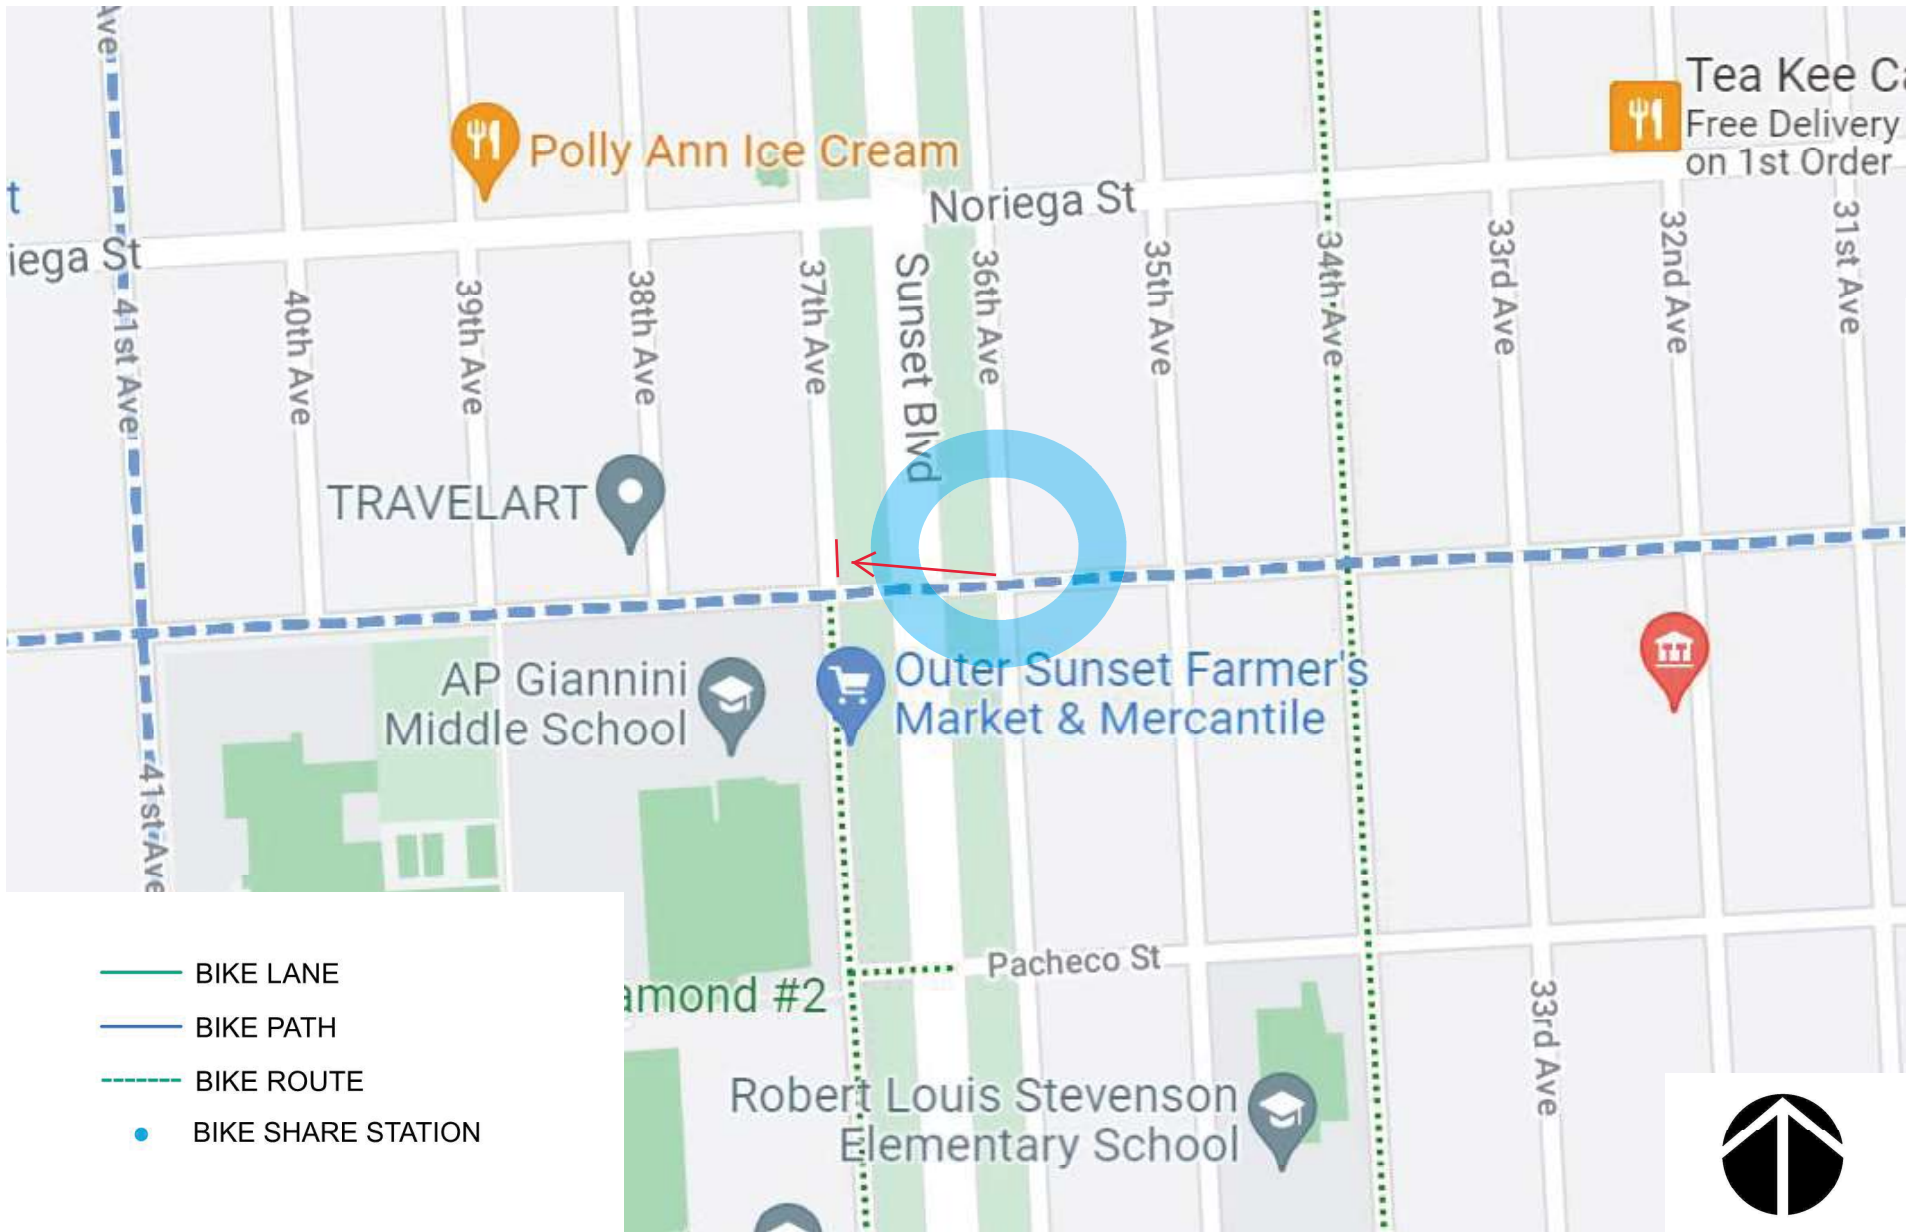 Ave
Tea Kee Ca
Free Delivery
on 1st Order
Polly Ann Ice Cream
t
Noriega St
iega St
41st Ave
40th Ave
39th Ave
38th Ave
37th Ave
Sunset Blvd
36th Ave
35th Ave
34th Ave
33rd Ave
32nd Ave
31st Ave
TRAVELART
AP Giannini
Middle School
Outer Sunset Farmer's
Market & Mercantile
41st Ave
Pacheco St
amond #2
33rd Ave
Robert Louis Stevenson
Elementary School
BIKE LANE
BIKE PATH
BIKE ROUTE
BIKE SHARE STATION